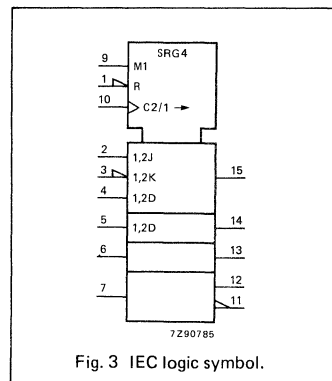 SRG4
9 M1
1 R
10 C2/1 →
2 1,2J
3 1,2K 15
4 1,2D
5 1,2D 14
6 13
12
7 11
7Z90785
Fig. 3 IEC logic symbol.